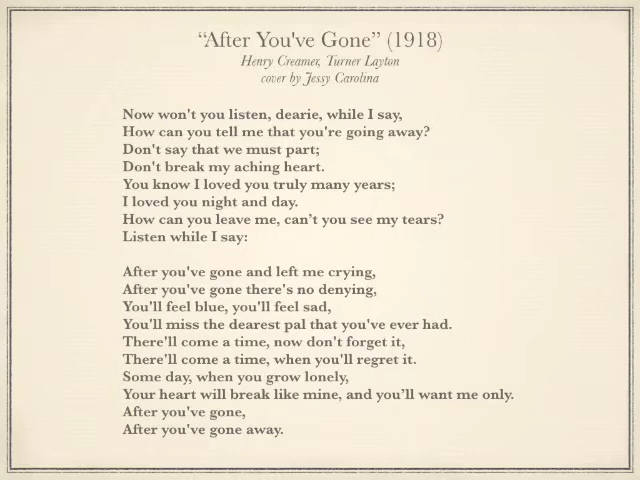 “After You've Gone” (1918)
Henry Creamer, Turner Layton
cover by Jessy Carolina
Now won't you listen, dearie, while I say,
How can you tell me that you're going away?
Don't say that we must part;
Don't break my aching heart.
You know I loved you truly many years;
I loved you night and day.
How can you leave me, can’t you see my tears?
Listen while I say:
After you've gone and left me crying,
After you've gone there's no denying,
You'll feel blue, you'll feel sad,
You'll miss the dearest pal that you've ever had.
There'll come a time, now don't forget it,
There'll come a time, when you'll regret it.
Some day, when you grow lonely,
Your heart will break like mine, and you’ll want me only.
After you've gone,
After you've gone away.